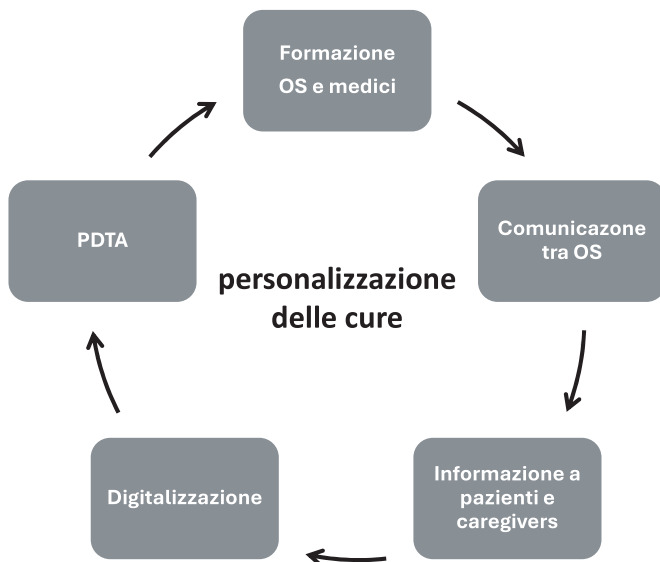 Formazione
OS e medici
Comunicazone
tra OS
PDTA
personalizzazione
delle cure
Digitalizzazione
Informazione a
pazienti e
caregivers